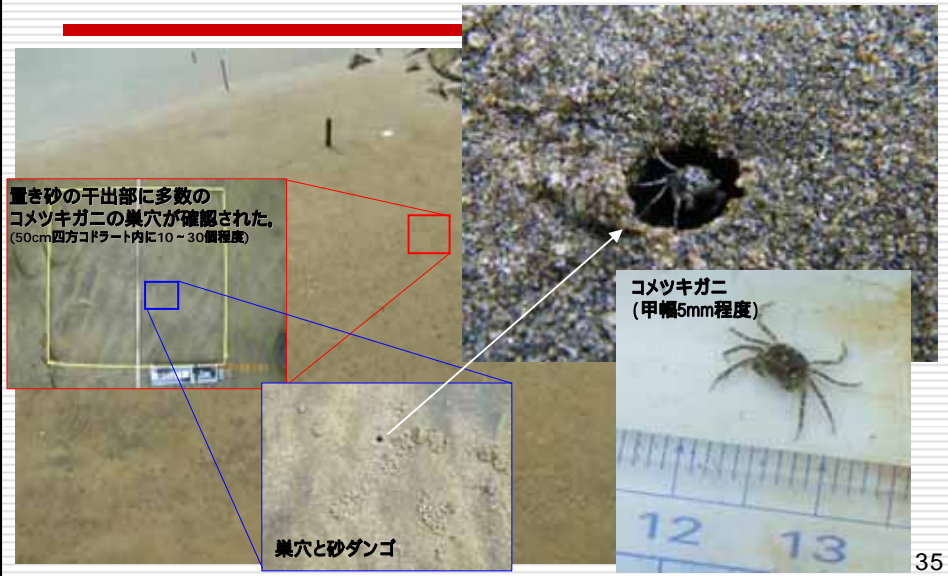 置き砂の干出部に多数の
コメツキガニの巣穴が確認された。
(50cm四方コドラート内に10～30個程度)
コメツキガニ
(甲幅5mm程度)
12
13
巣穴と砂ダンゴ
35